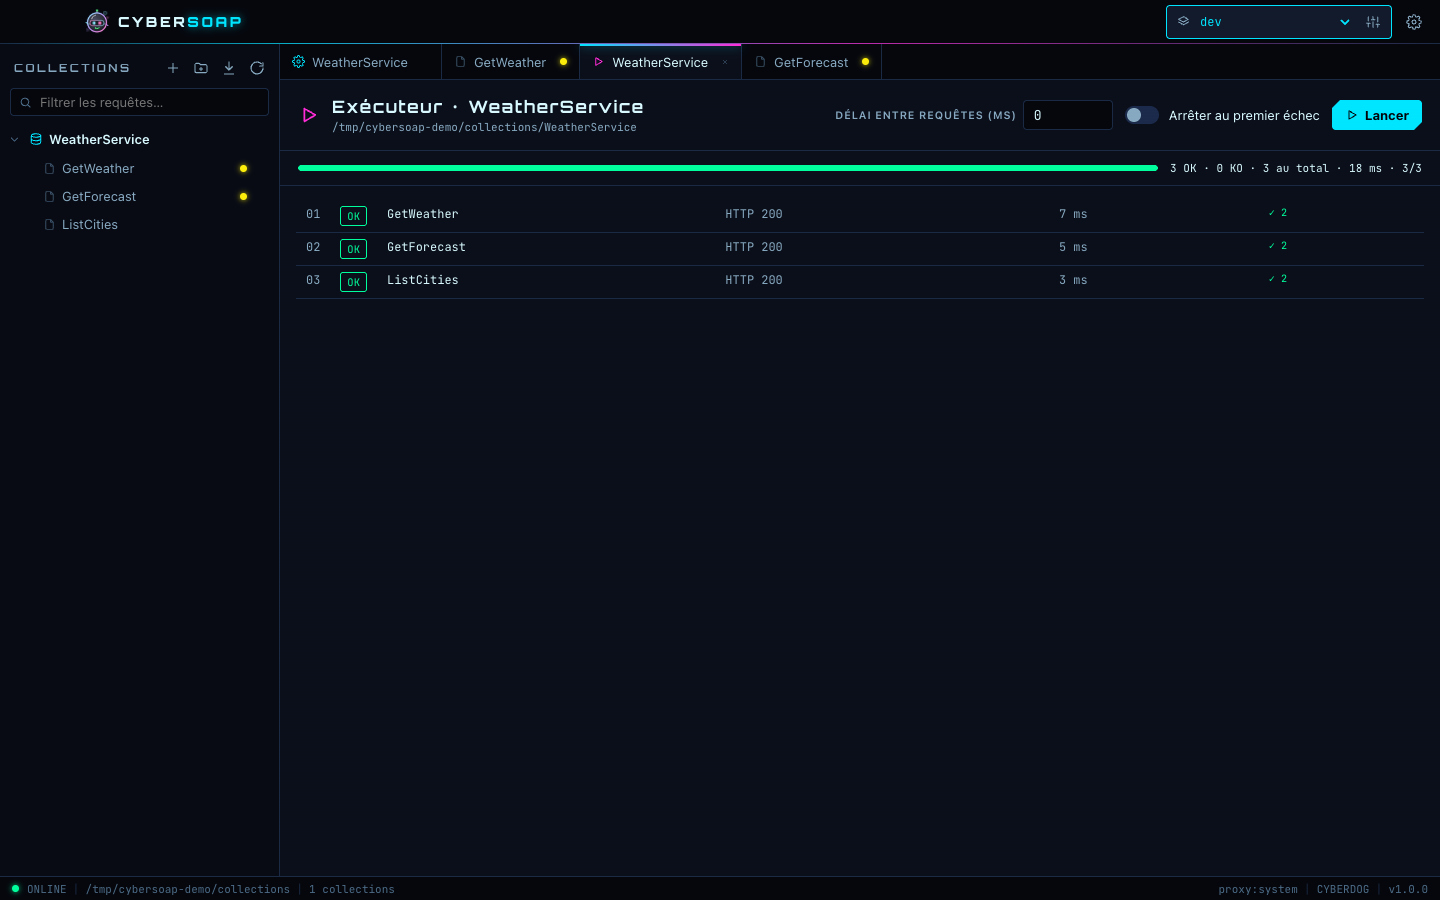 CYBERSOAP
dev
COLLECTIONS
Filtrer les requêtes...
WeatherService
GetWeather
GetForecast
ListCities
WeatherService
GetWeather
WeatherService ×
GetForecast
Exécuteur · WeatherService
/tmp/cybersoap-demo/collections/WeatherService
DÉLAI ENTRE REQUÊTES (MS)
0
Arrêter au premier échec
Lancer
3 OK · 0 KO · 3 au total · 18 ms · 3/3
01 OK GetWeather HTTP 200 7 ms ✓ 2
02 OK GetForecast HTTP 200 5 ms ✓ 2
03 OK ListCities HTTP 200 3 ms ✓ 2
ONLINE | /tmp/cybersoap-demo/collections | 1 collections
proxy:system | CYBERDOG | v1.0.0